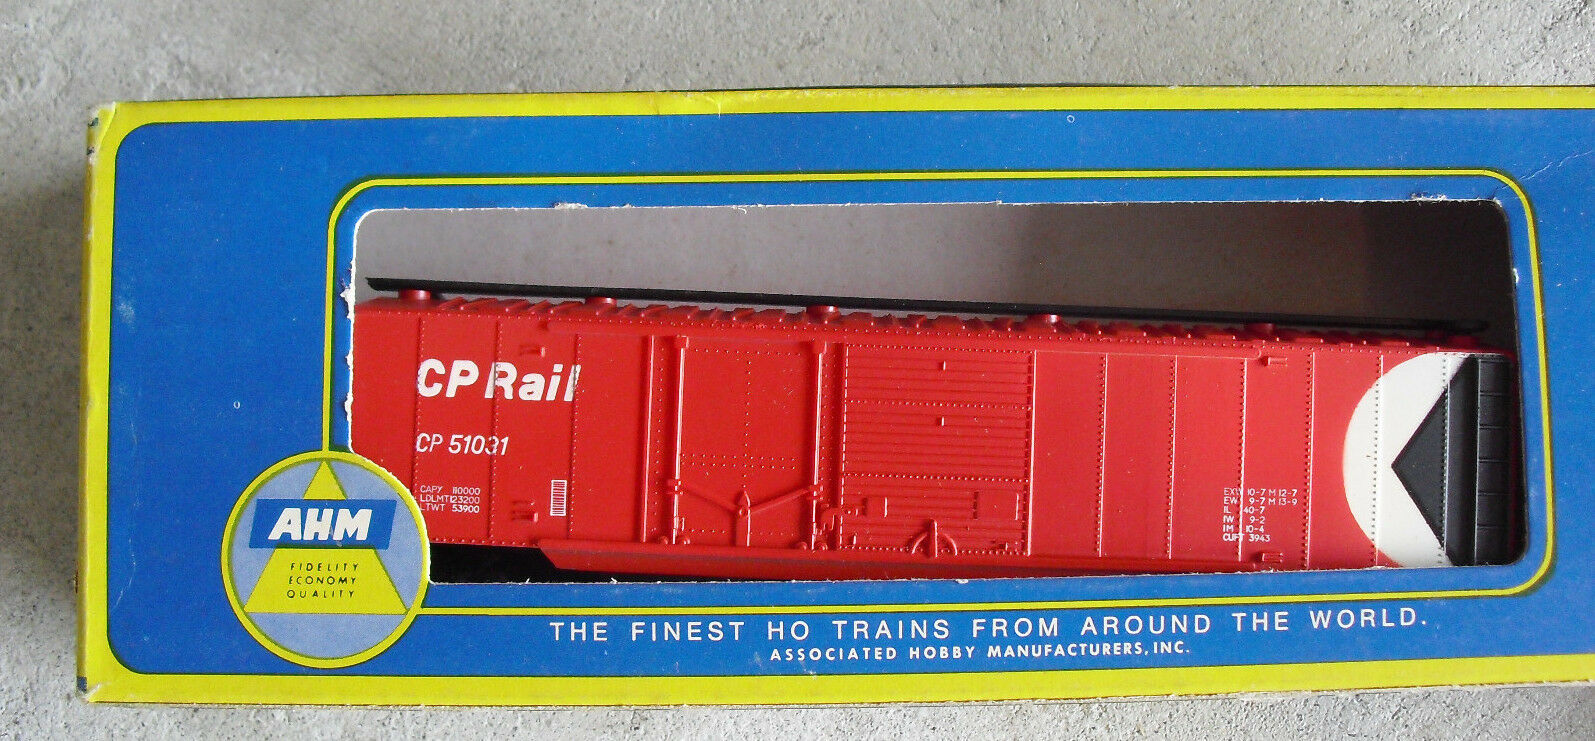 CP Rail
CP 51031
CAPY 110000
LDLMT 123200
LTWT 53900
EXW 10-7 M 12-7
EW 9-7 M 13-9
IL 40-7
IW 9-2
IM 10-4
CUFT 3943
AHM
FIDELITY
ECONOMY
QUALITY
THE FINEST HO TRAINS FROM AROUND THE WORLD.
ASSOCIATED HOBBY MANUFACTURERS, INC.